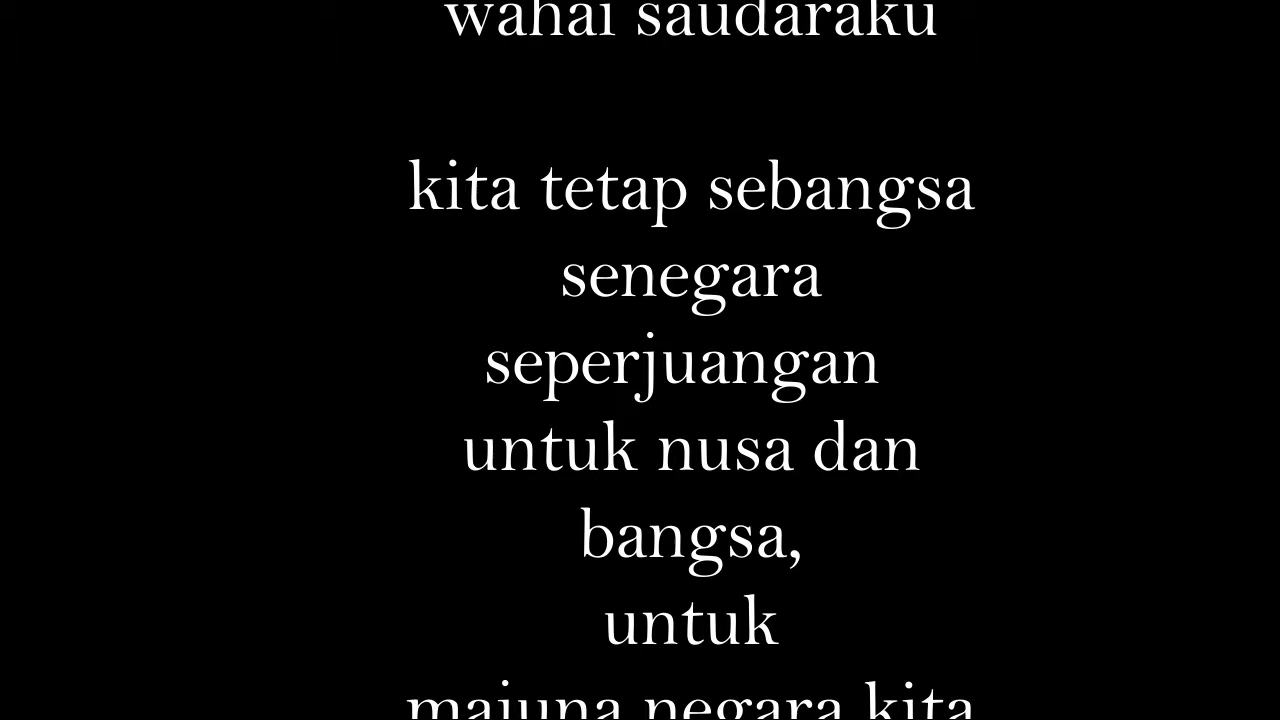 wahai saudaraku
kita tetap sebangsa
senegara
seperjuangan
untuk nusa dan
bangsa,
untuk
majuna negara kita